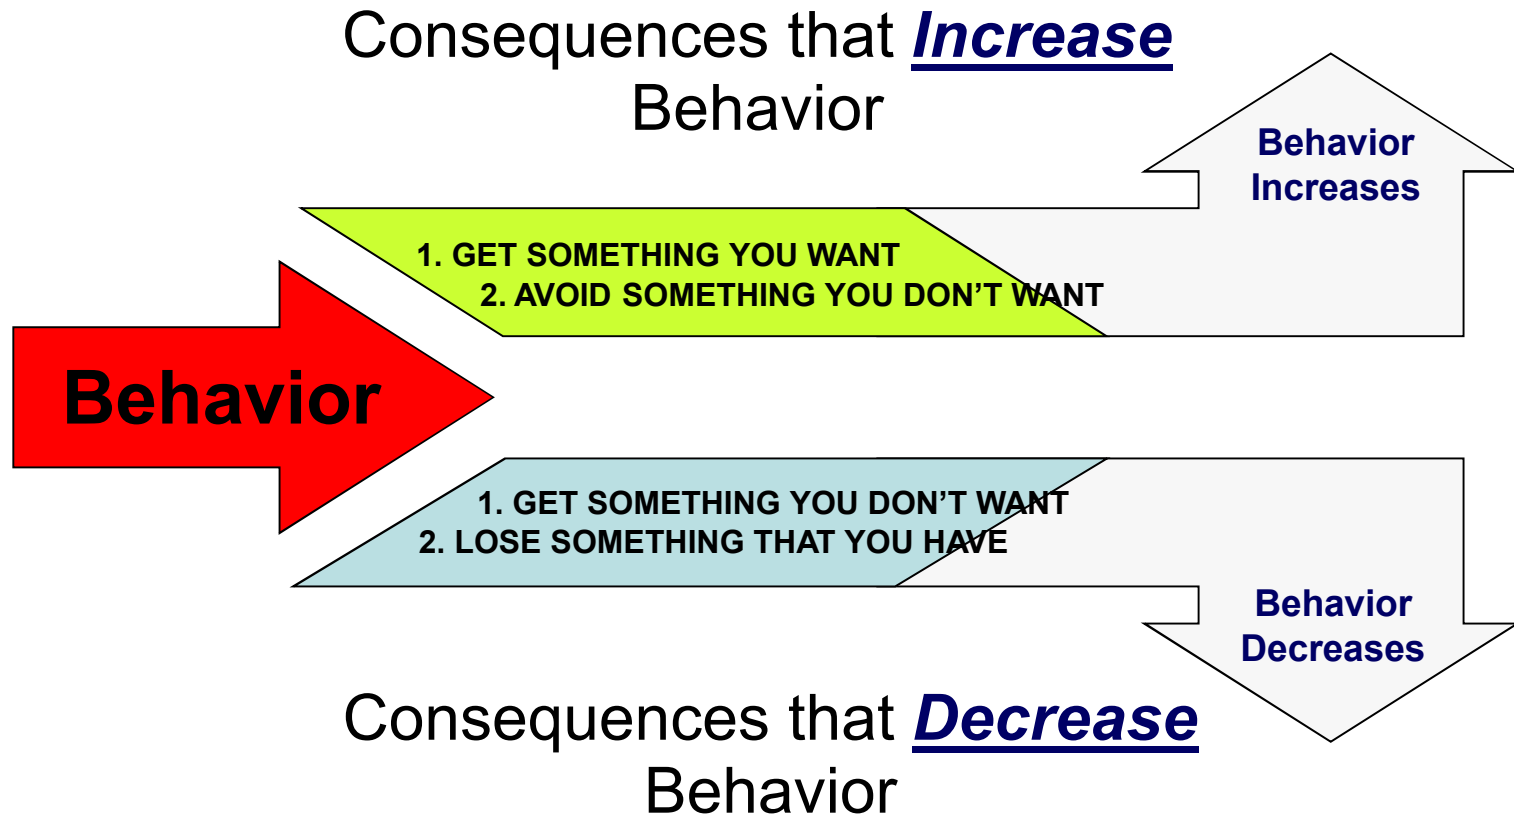 Consequences that Increase
Behavior
Behavior
Increases
1. GET SOMETHING YOU WANT
2. AVOID SOMETHING YOU DON’T WANT
Behavior
1. GET SOMETHING YOU DON’T WANT
2. LOSE SOMETHING THAT YOU HAVE
Behavior
Decreases
Consequences that Decrease
Behavior